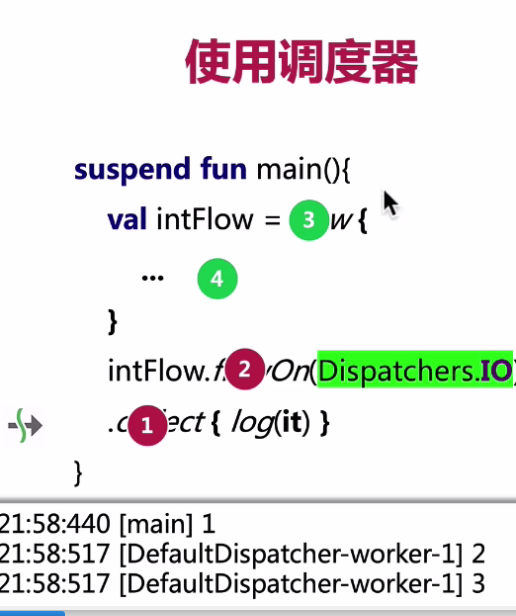 使用调度器
suspend fun main(){
val intFlow = 3 w {
... 4
}
intFlow.f 2 On(Dispatchers.IO)
.c 1 ect { log(it) }
}
21:58:440 [main] 1
21:58:517 [DefaultDispatcher-worker-1] 2
21:58:517 [DefaultDispatcher-worker-1] 3